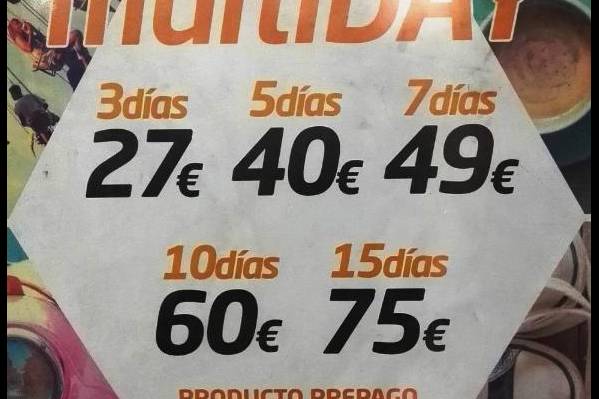 multiDAY
3días 5días 7días
27€ 40€ 49€
10días 15días
60€ 75€
PRODUCTO PREPAGO